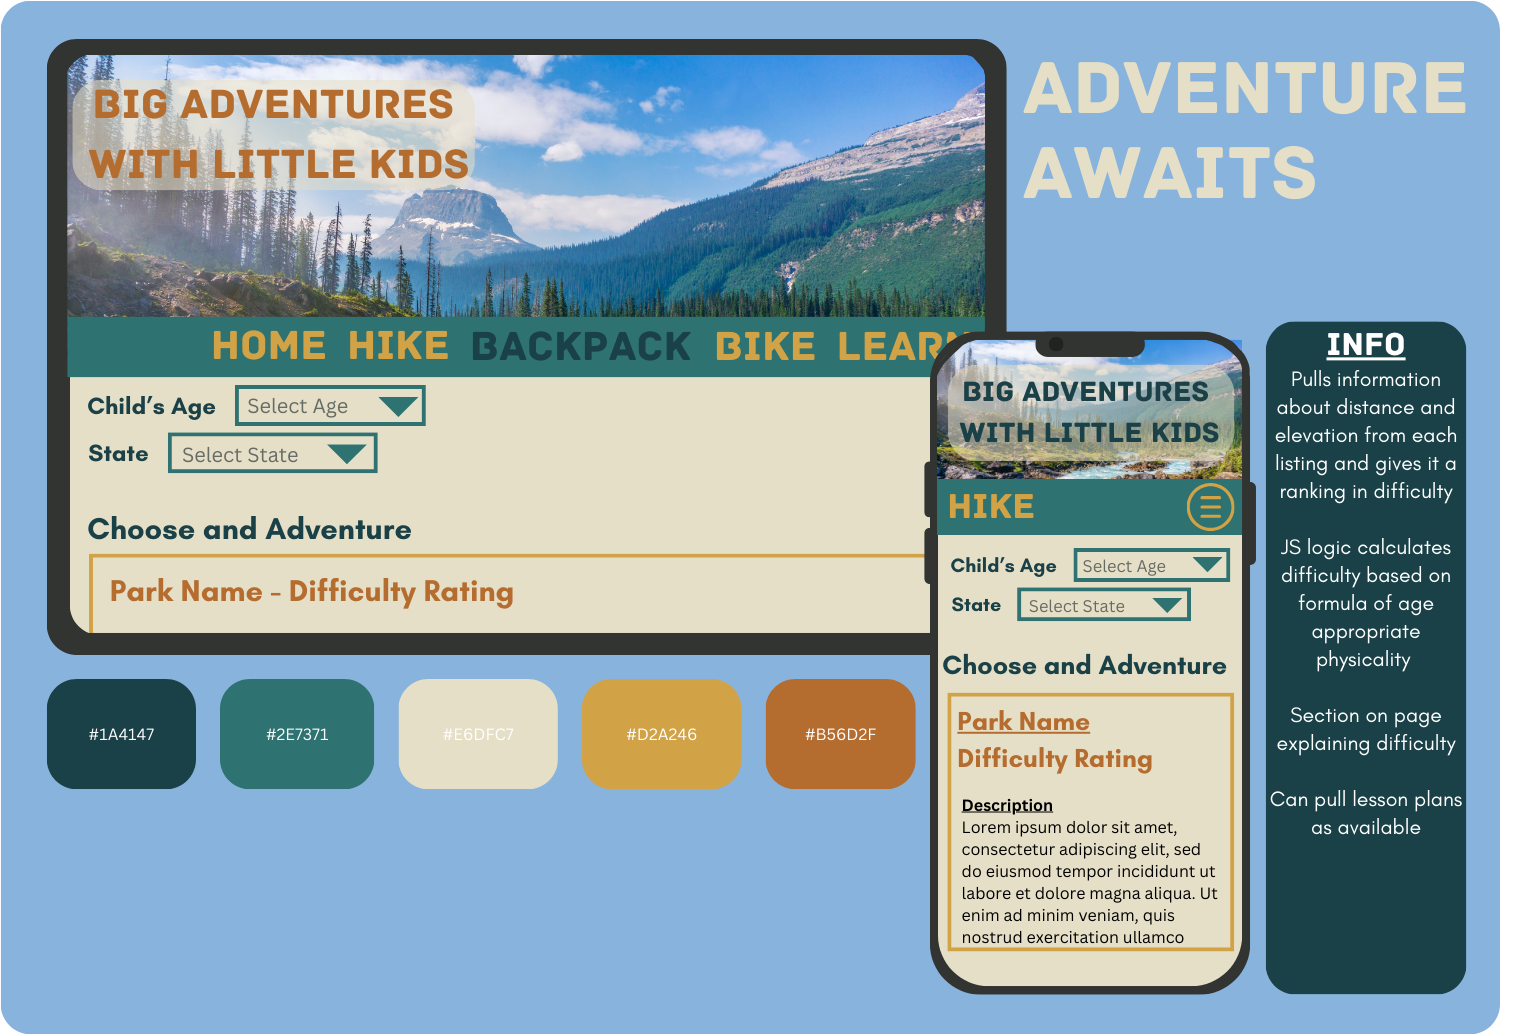 BIG ADVENTURES
WITH LITTLE KIDS
HOME HIKE BACKPACK BIKE LEARN
Child's Age
Select Age
State
Select State
Choose and Adventure
Park Name - Difficulty Rating
#1A4147
#2E7371
#E6DFC7
#D2A246
#B56D2F
ADVENTURE
AWAITS
BIG ADVENTURES
WITH LITTLE KIDS
HIKE
Child's Age
Select Age
State
Select State
Choose and Adventure
Park Name
Difficulty Rating
Description
Lorem ipsum dolor sit amet,
consectetur adipiscing elit, sed
do eiusmod tempor incididunt ut
labore et dolore magna aliqua. Ut
enim ad minim veniam, quis
nostrud exercitation ullamco
INFO
Pulls information
about distance and
elevation from each
listing and gives it a
ranking in difficulty
JS logic calculates
difficulty based on
formula of age
appropriate
physicality
Section on page
explaining difficulty
Can pull lesson plans
as available